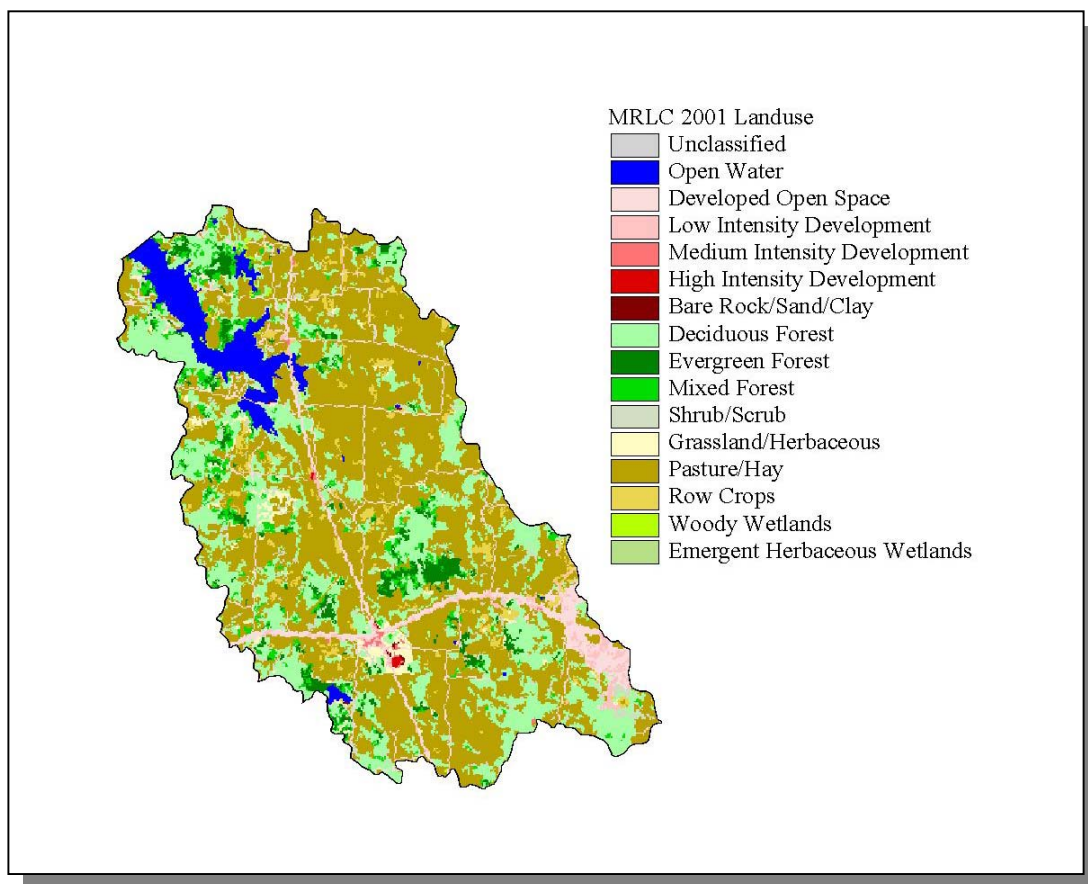 MRLC 2001 Landuse
Unclassified
Open Water
Developed Open Space
Low Intensity Development
Medium Intensity Development
High Intensity Development
Bare Rock/Sand/Clay
Deciduous Forest
Evergreen Forest
Mixed Forest
Shrub/Scrub
Grassland/Herbaceous
Pasture/Hay
Row Crops
Woody Wetlands
Emergent Herbaceous Wetlands